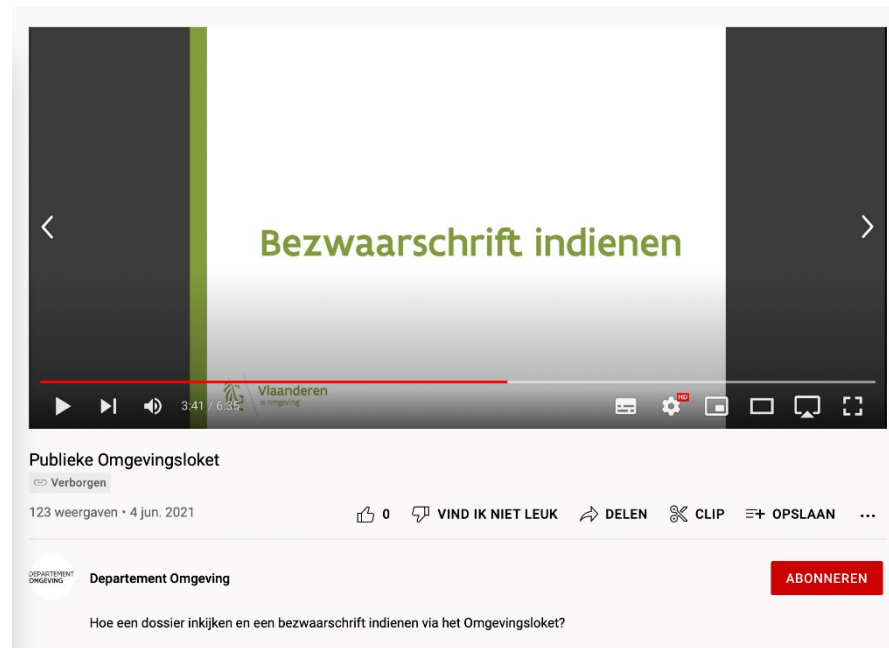 Bezwaarschrift indienen
Vlaanderen
is omgeving
3:41 / 6:35
HD
Publieke Omgevingsloket
Verborgen
123 weergaven • 4 jun. 2021
0 VIND IK NIET LEUK DELEN CLIP OPSLAAN ...
DEPARTEMENT
OMGEVING
Departement Omgeving
ABONNEREN
Hoe een dossier inkijken en een bezwaarschrift indienen via het Omgevingsloket?